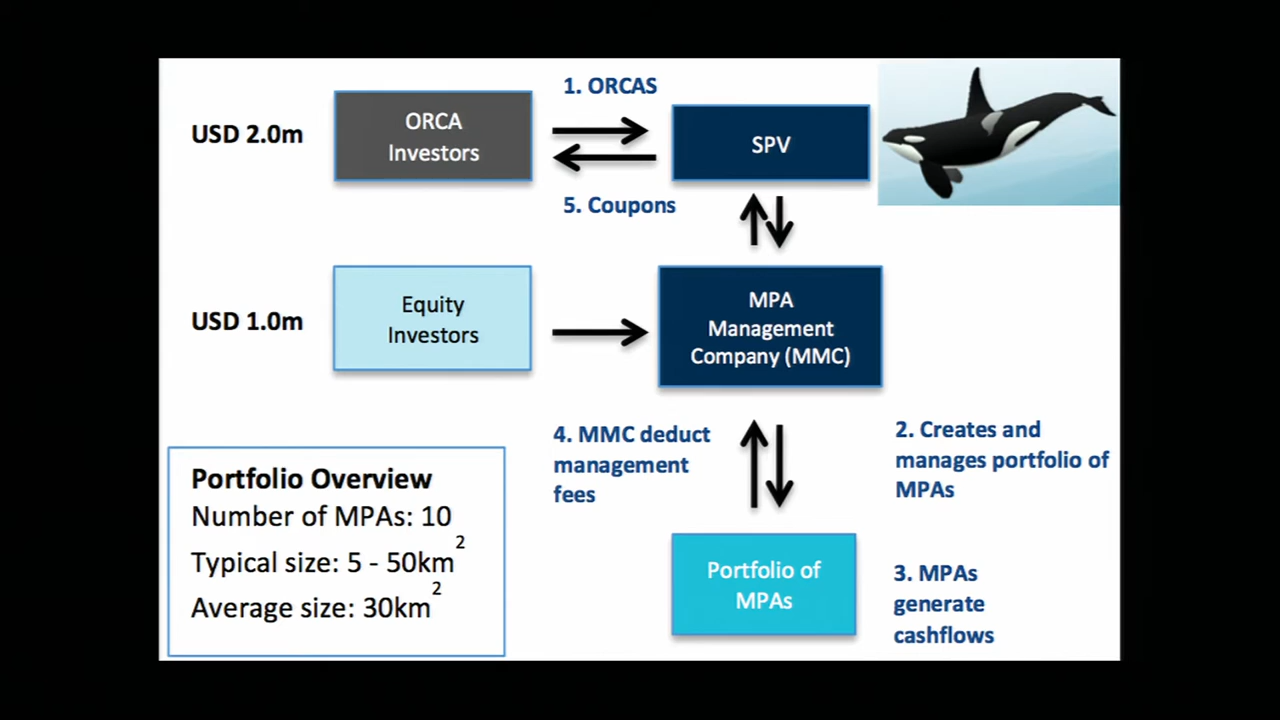 1. ORCAS
USD 2.0m
ORCA
Investors
SPV
5. Coupons
USD 1.0m
Equity
Investors
MPA
Management
Company (MMC)
4. MMC deduct
management
fees
2. Creates and
manages portfolio of
MPAs
Portfolio Overview
Number of MPAs: 10
Typical size: 5 - 50km²
Average size: 30km²
Portfolio of
MPAs
3. MPAs
generate
cashflows